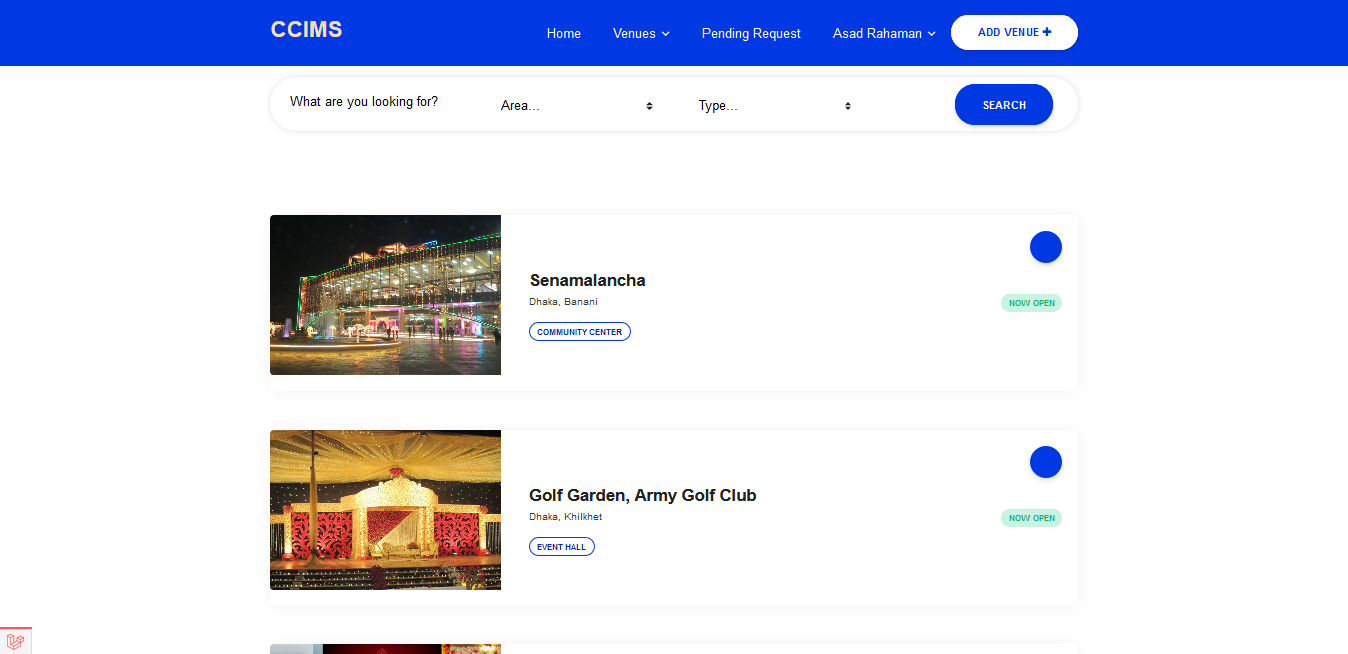 CCIMS
Home
Venues
Pending Request
Asad Rahaman
ADD VENUE
What are you looking for?
Area...
Type...
SEARCH
Senamalancha
Dhaka, Banani
COMMUNITY CENTER
NOW OPEN
Golf Garden, Army Golf Club
Dhaka, Khilkhet
EVENT HALL
NOW OPEN